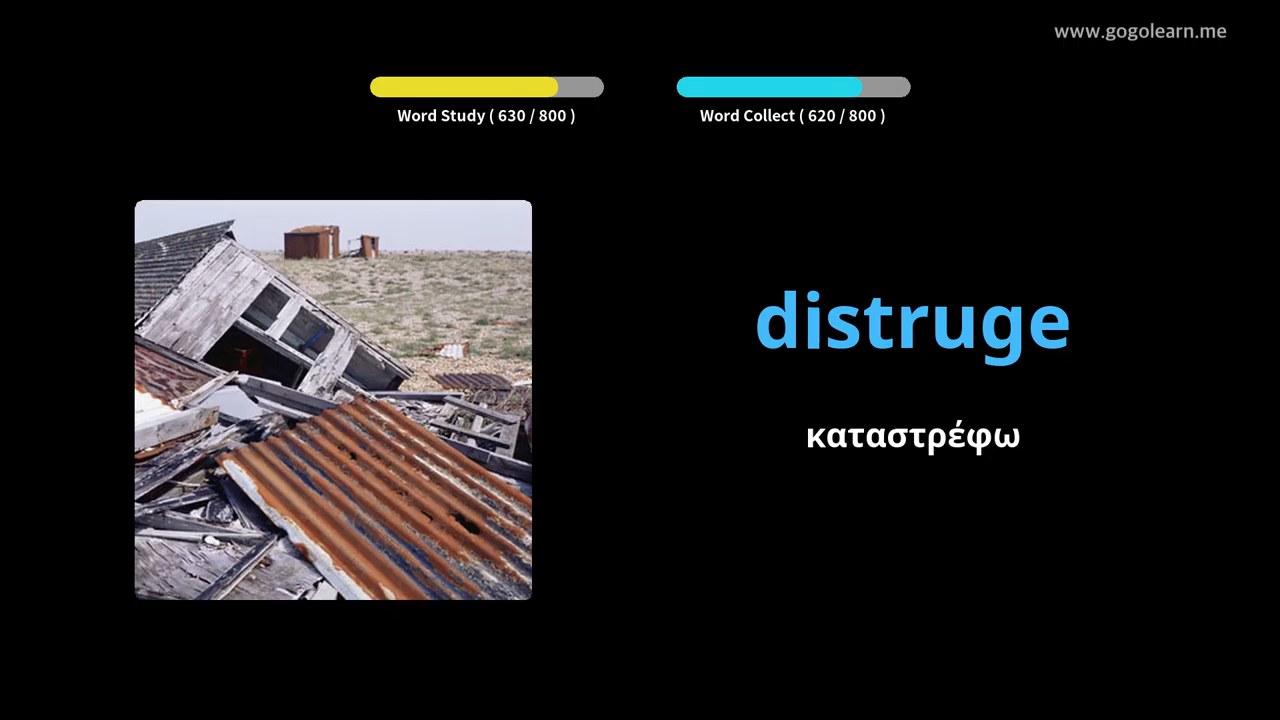 www.gogolearn.me
Word Study ( 630 / 800 )
Word Collect ( 620 / 800 )
distruge
καταστρέφω